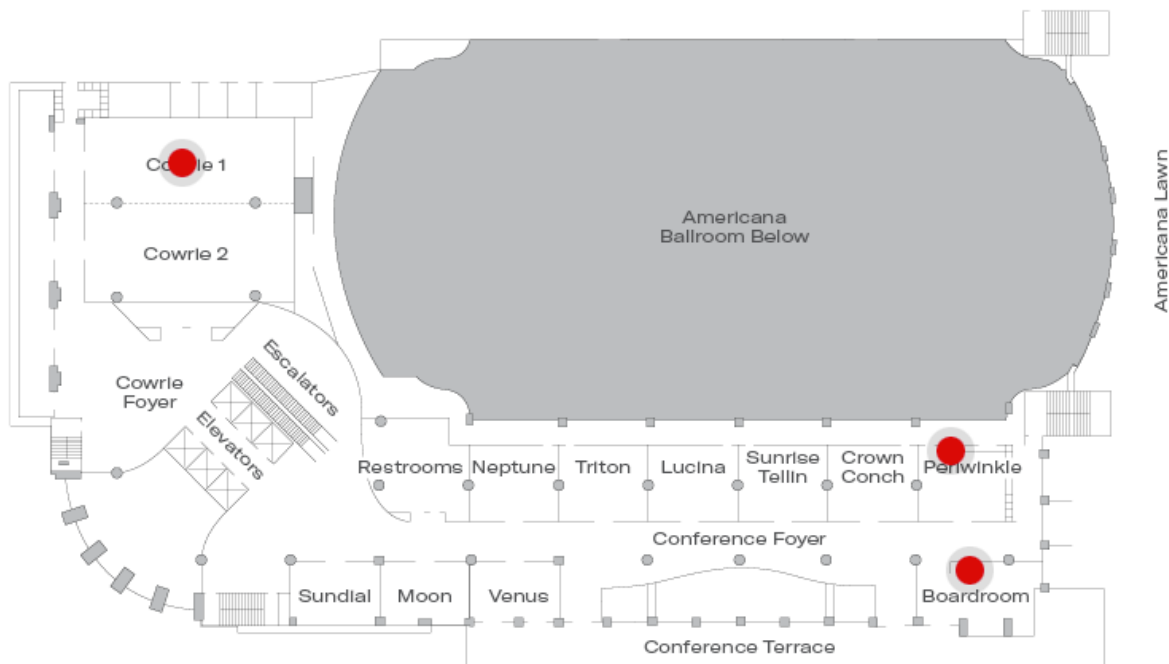 Cowrie 1
Cowrie 2
Americana
Ballroom Below
Americana Lawn
Cowrie
Foyer
Escalators
Elevators
Restrooms
Neptune
Triton
Lucina
Sunrise
Tellin
Crown
Conch
Periwinkle
Conference Foyer
Sundial
Moon
Venus
Boardroom
Conference Terrace